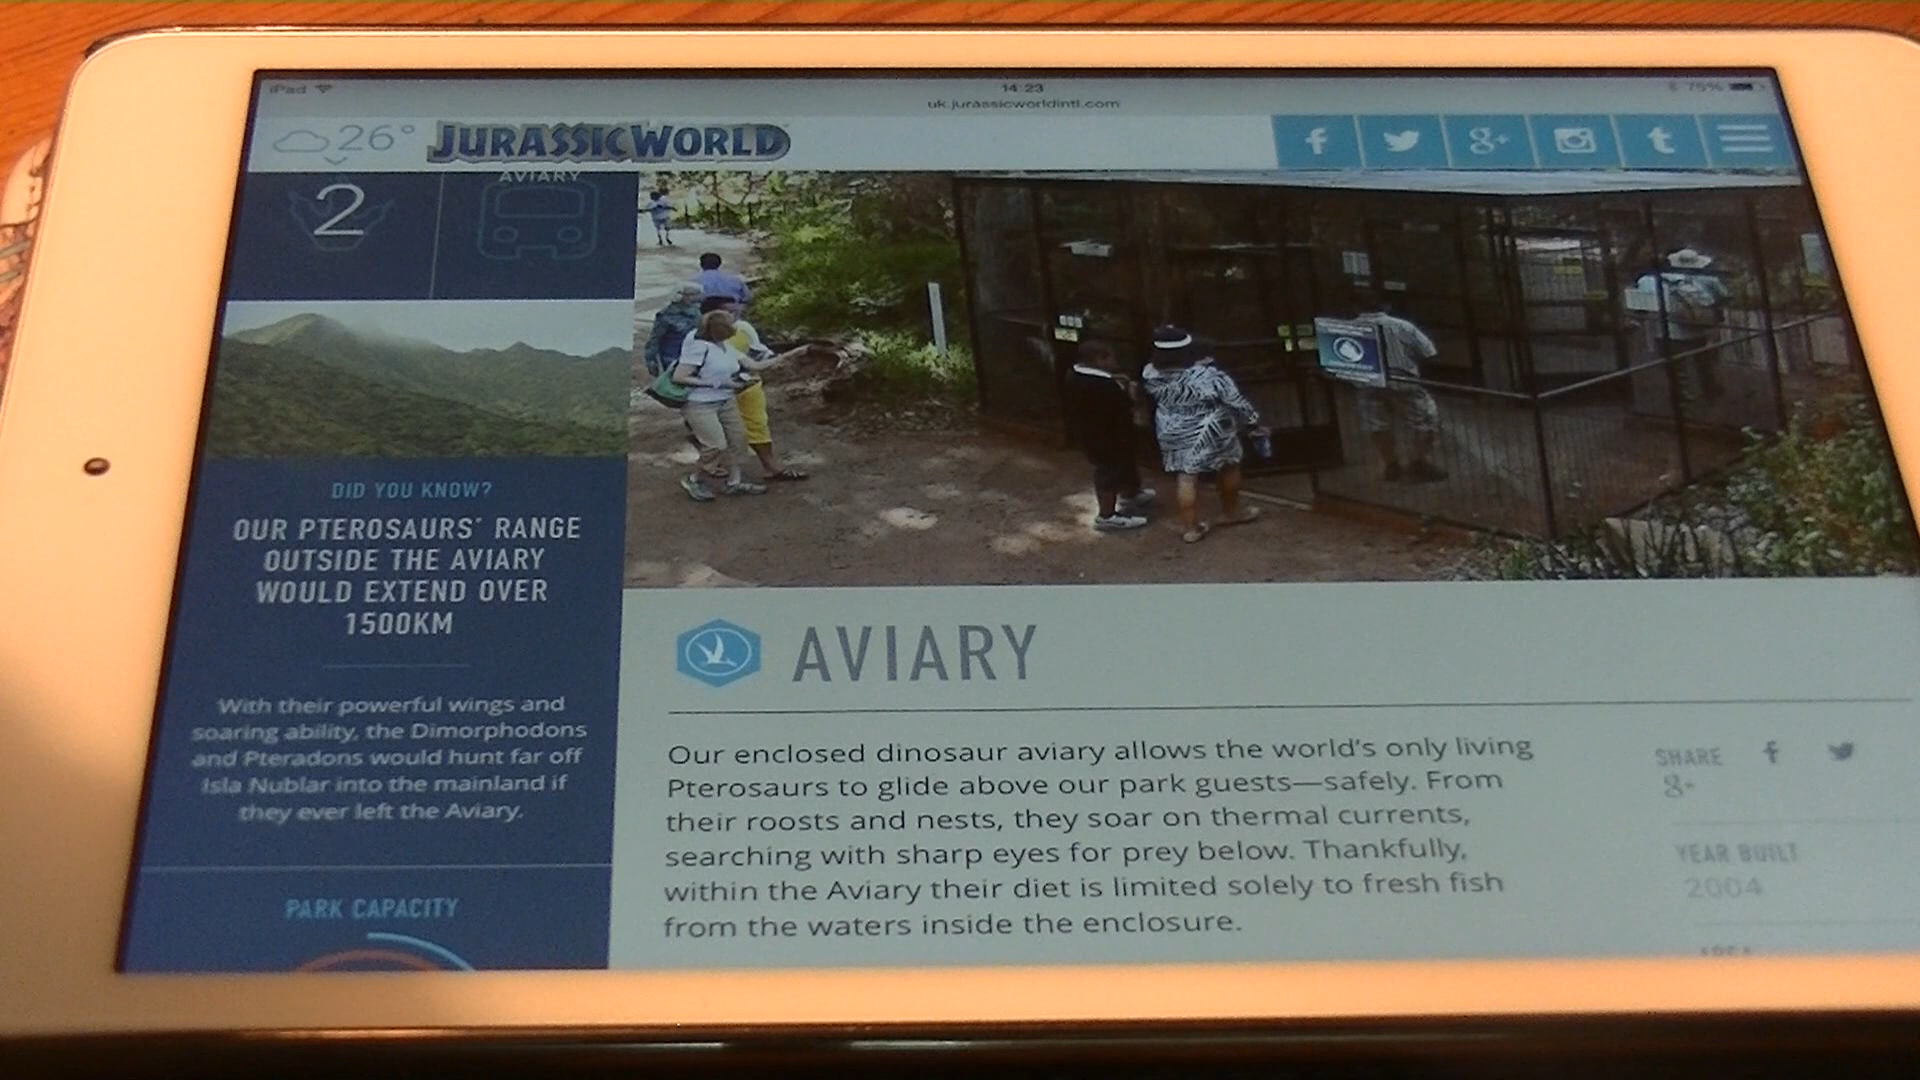 iPad
14:23
75%
uk.jurassicworldintl.com
26°
JURASSIC WORLD
f
g+
t
2
AVIARY
DID YOU KNOW?
OUR PTEROSAURS' RANGE
OUTSIDE THE AVIARY
WOULD EXTEND OVER
1500KM
With their powerful wings and
soaring ability, the Dimorphodons
and Pteradons would hunt far off
Isla Nublar into the mainland if
they ever left the Aviary.
PARK CAPACITY
AVIARY
Our enclosed dinosaur aviary allows the world's only living
Pterosaurs to glide above our park guests—safely. From
their roosts and nests, they soar on thermal currents,
searching with sharp eyes for prey below. Thankfully,
within the Aviary their diet is limited solely to fresh fish
from the waters inside the enclosure.
SHARE f
g+
YEAR BUILT
2004